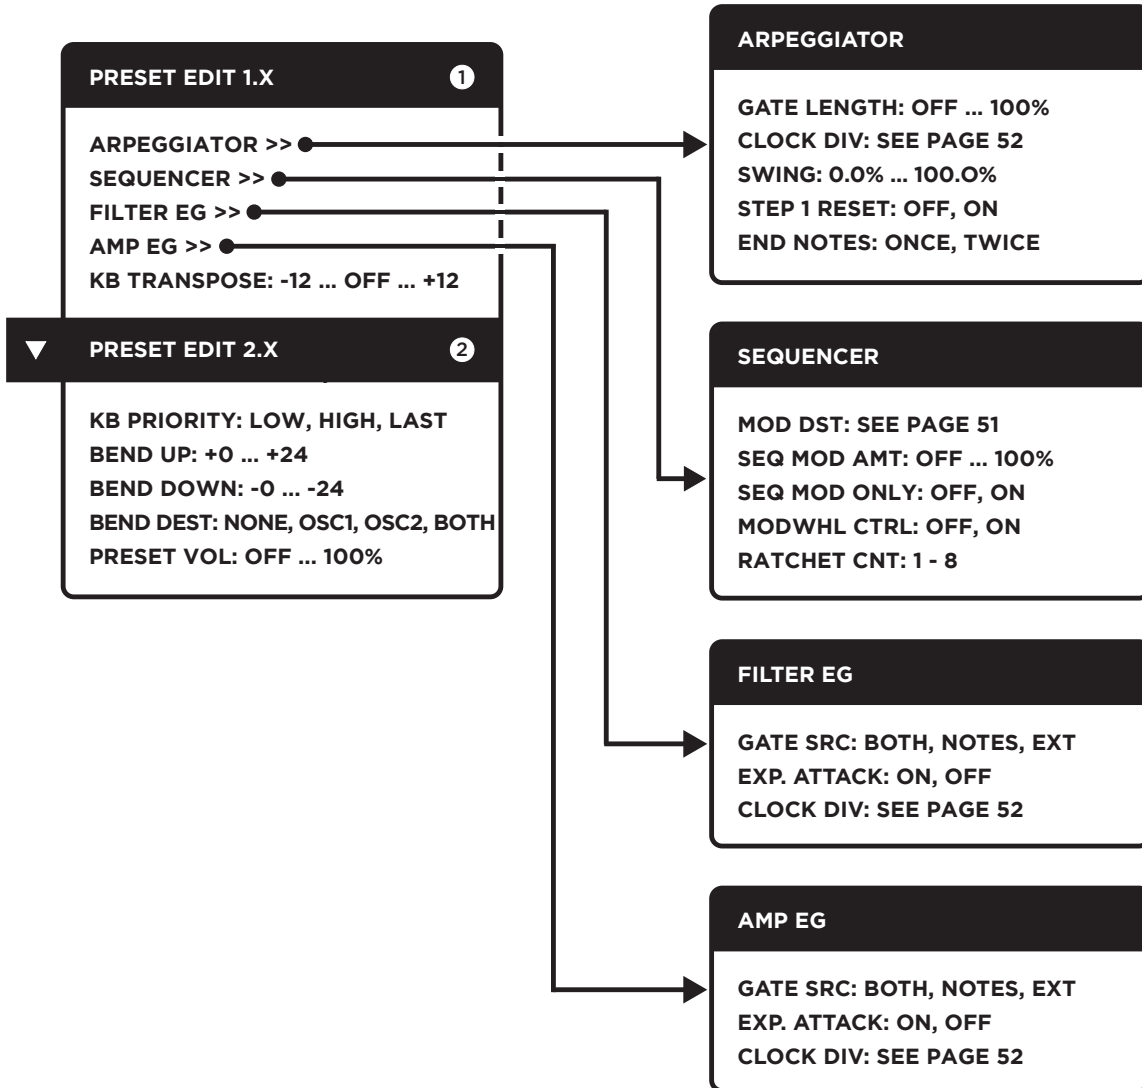 PRESET EDIT 1.X 1
ARPEGGIATOR >>
SEQUENCER >>
FILTER EG >>
AMP EG >>
KB TRANSPOSE: -12 ... OFF ... +12
▼ PRESET EDIT 2.X 2
KB PRIORITY: LOW, HIGH, LAST
BEND UP: +0 ... +24
BEND DOWN: -0 ... -24
BEND DEST: NONE, OSC1, OSC2, BOTH
PRESET VOL: OFF ... 100%
ARPEGGIATOR
GATE LENGTH: OFF ... 100%
CLOCK DIV: SEE PAGE 52
SWING: 0.0% ... 100.O%
STEP 1 RESET: OFF, ON
END NOTES: ONCE, TWICE
SEQUENCER
MOD DST: SEE PAGE 51
SEQ MOD AMT: OFF ... 100%
SEQ MOD ONLY: OFF, ON
MODWHL CTRL: OFF, ON
RATCHET CNT: 1 - 8
FILTER EG
GATE SRC: BOTH, NOTES, EXT
EXP. ATTACK: ON, OFF
CLOCK DIV: SEE PAGE 52
AMP EG
GATE SRC: BOTH, NOTES, EXT
EXP. ATTACK: ON, OFF
CLOCK DIV: SEE PAGE 52